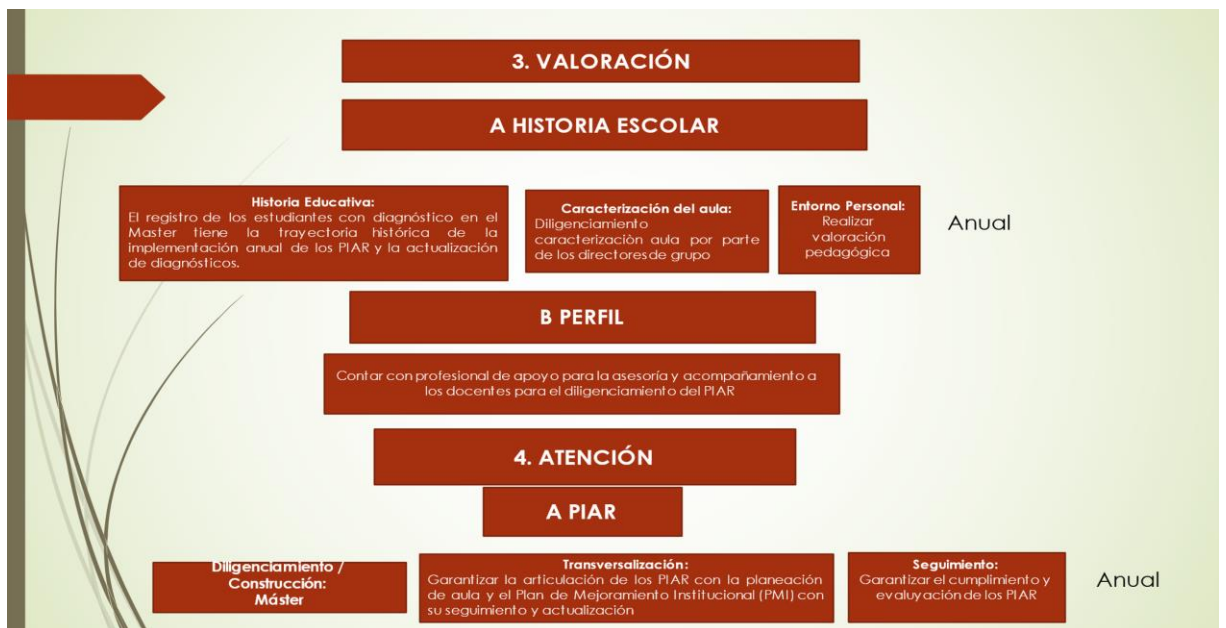 3. VALORACIÓN
A HISTORIA ESCOLAR
Historia Educativa:
El registro de los estudiantes con diagnóstico en el
Master tiene la trayectoria histórica de la
implementación anual de los PIAR y la actualización
de diagnósticos.
Caracterización del aula:
Diligenciamiento
caracterizaciòn aula por parte
de los directores de grupo
Entorno Personal:
Realizar
valoración
pedagógica
Anual
B PERFIL
Contar con profesional de apoyo para la asesoría y acompañamiento a
los docentes para el diligenciamiento del PIAR
4. ATENCIÓN
A PIAR
Diligenciamiento /
Construcción:
Máster
Transversalización:
Garantizar la articulación de los PIAR con la planeación
de aula y el Plan de Mejoramiento Institucional (PMI) con
su seguimiento y actualización
Seguimiento:
Garantizar el cumplimiento y
evaluyación de los PIAR
Anual